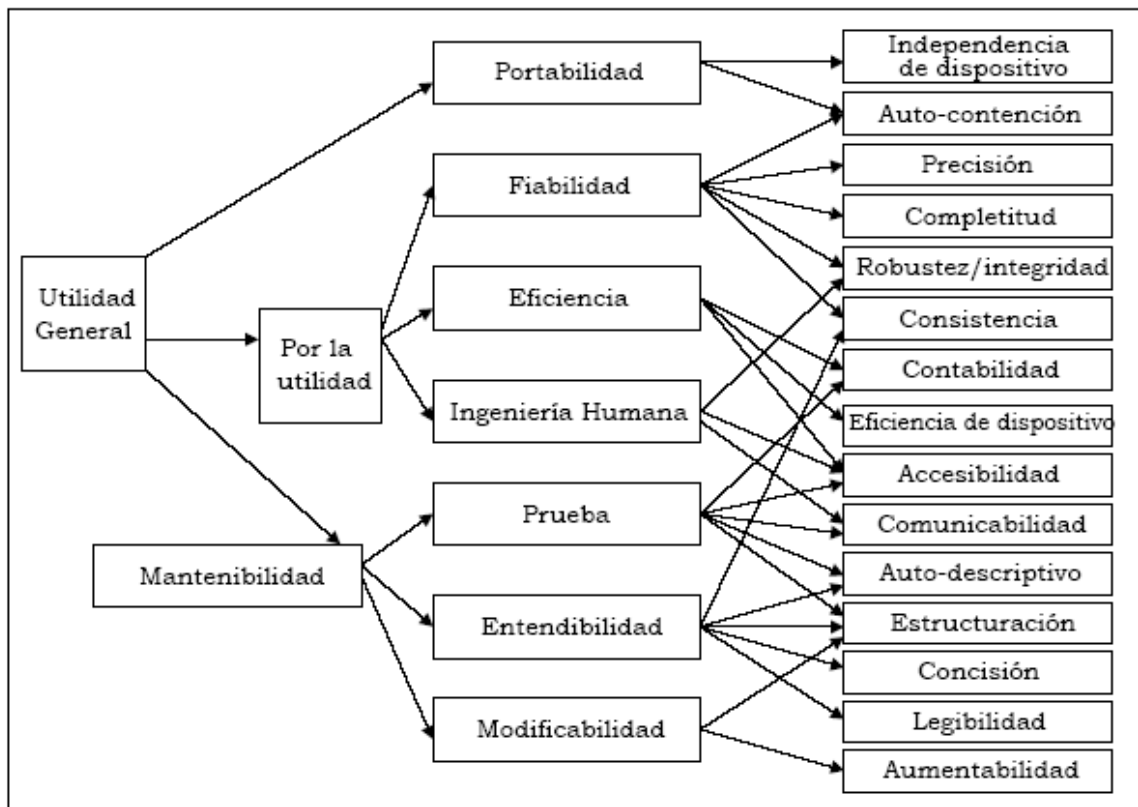 Utilidad
General
Por la
utilidad
Mantenibilidad
Portabilidad
Fiabilidad
Eficiencia
Ingeniería Humana
Prueba
Entendibilidad
Modificabilidad
Independencia
de dispositivo
Auto-contención
Precisión
Completitud
Robustez/integridad
Consistencia
Contabilidad
Eficiencia de dispositivo
Accesibilidad
Comunicabilidad
Auto-descriptivo
Estructuración
Concisión
Legibilidad
Aumentabilidad